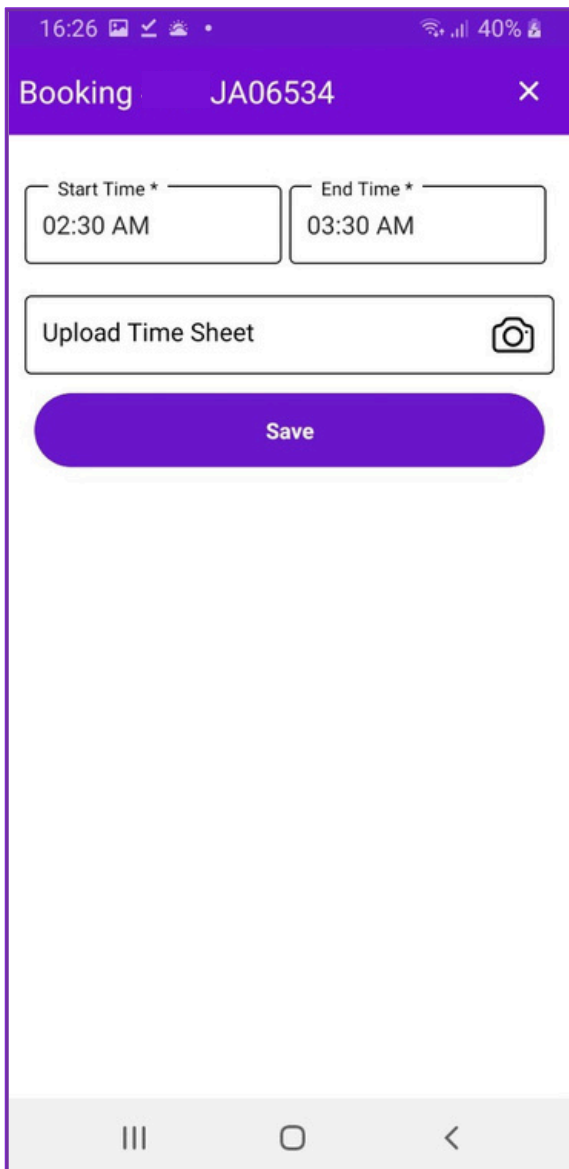 16:26 40%
Booking JA06534
Start Time * End Time *
02:30 AM 03:30 AM
Upload Time Sheet
Save